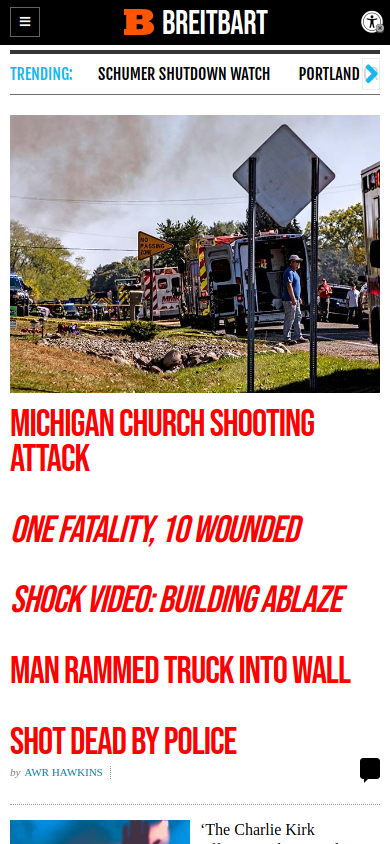 B BREITBART
TRENDING: SCHUMER SHUTDOWN WATCH PORTLAND
NO
PASSING
ZONE
MICHIGAN CHURCH SHOOTING
ATTACK
ONE FATALITY, 10 WOUNDED
SHOCK VIDEO: BUILDING ABLAZE
MAN RAMMED TRUCK INTO WALL
SHOT DEAD BY POLICE
by AWR HAWKINS
‘The Charlie Kirk